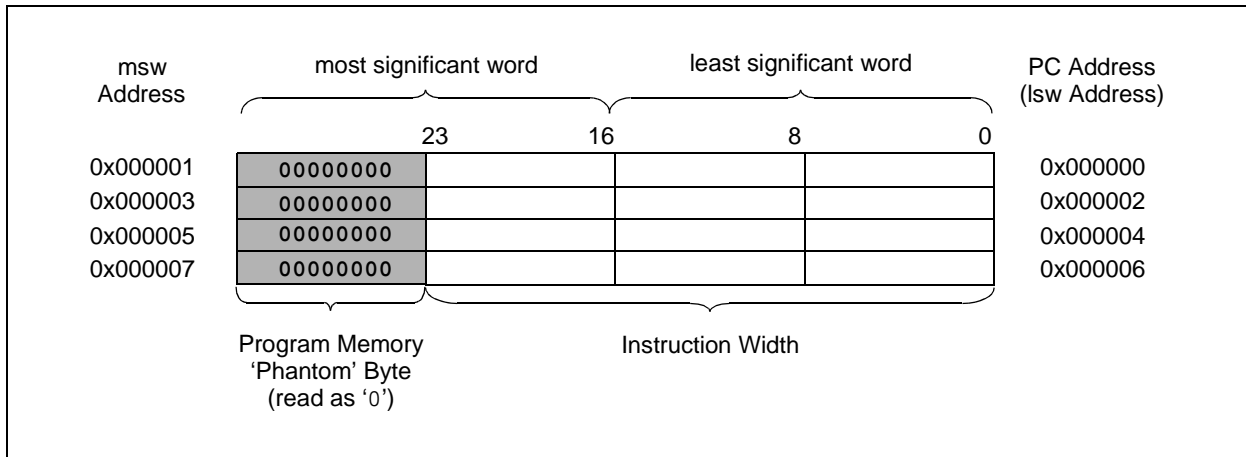 msw
Address
most significant word
least significant word
PC Address
(lsw Address)
23
16
8
0
0x000001
00000000
0x000000
0x000003
00000000
0x000002
0x000005
00000000
0x000004
0x000007
00000000
0x000006
Program Memory
‘Phantom’ Byte
(read as ‘0’)
Instruction Width